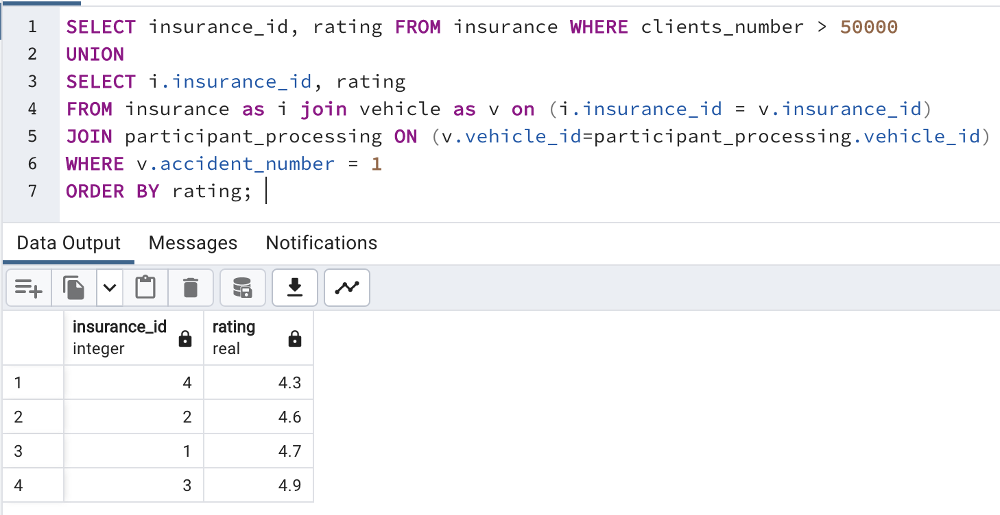 1 SELECT insurance_id, rating FROM insurance WHERE clients_number > 50000
2 UNION
3 SELECT i.insurance_id, rating
4 FROM insurance as i join vehicle as v on (i.insurance_id = v.insurance_id)
5 JOIN participant_processing ON (v.vehicle_id=participant_processing.vehicle_id)
6 WHERE v.accident_number = 1
7 ORDER BY rating;
Data Output Messages Notifications
insurance_id rating
integer real
1 4 4.3
2 2 4.6
3 1 4.7
4 3 4.9